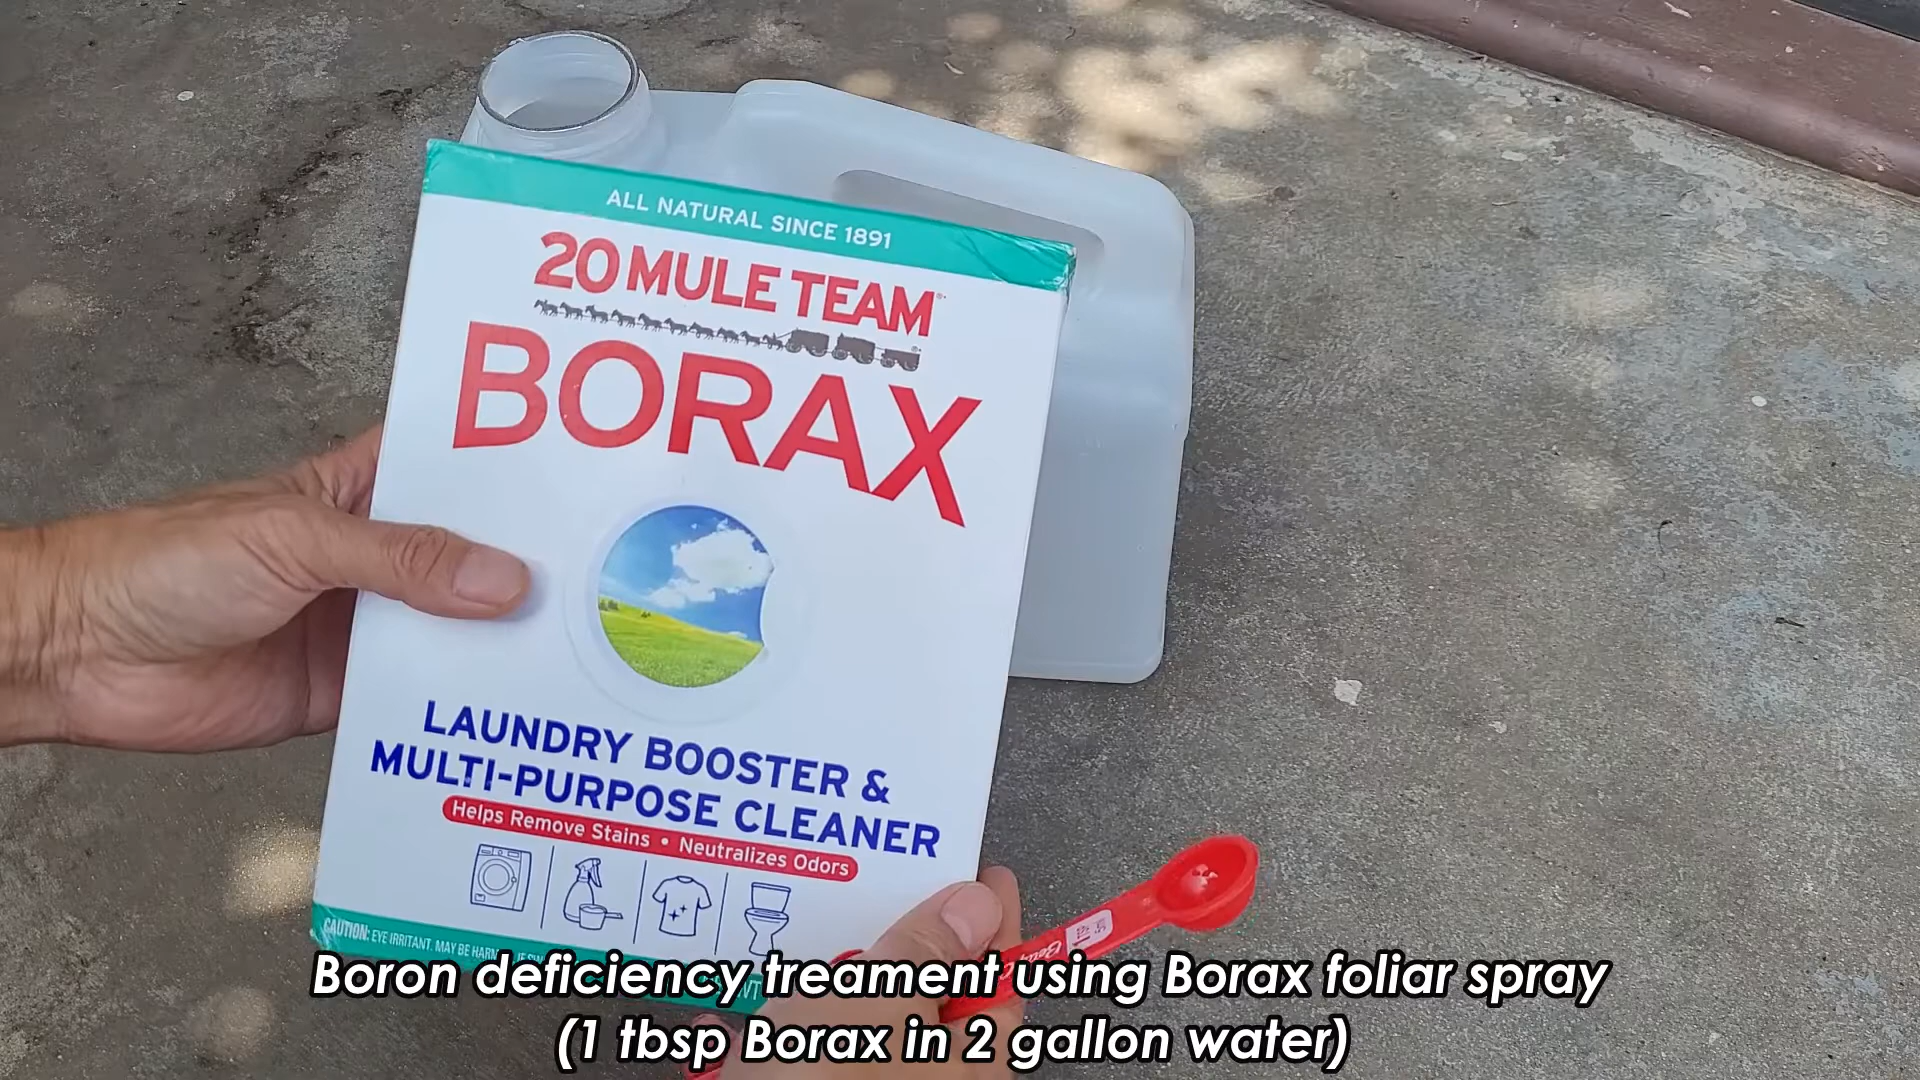 ALL NATURAL SINCE 1891
20 MULE TEAM
BORAX
LAUNDRY BOOSTER &
MULTI-PURPOSE CLEANER
Helps Remove Stains • Neutralizes Odors
CAUTION: EYE IRRITANT. MAY BE
Boron deficiency treament using Borax foliar spray
(1 tbsp Borax in 2 gallon water)